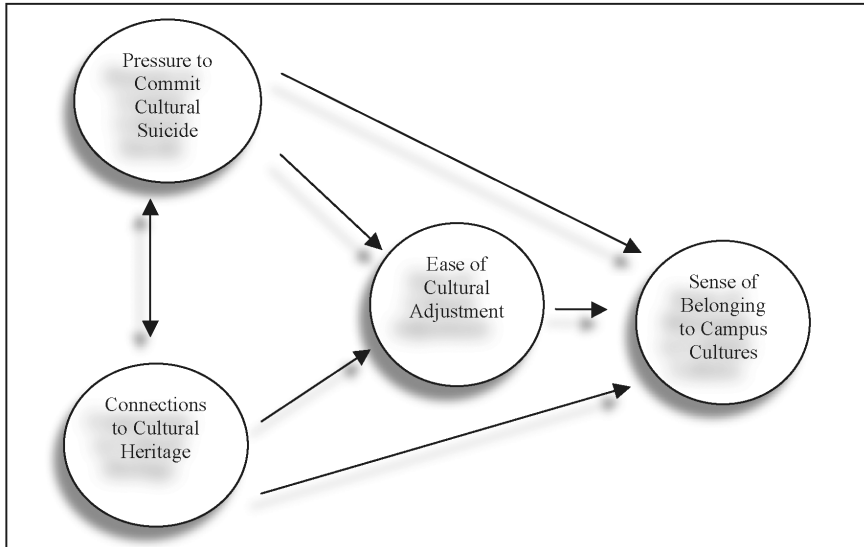 Pressure to
Commit
Cultural
Suicide
Ease of
Cultural
Adjustment
Sense of
Belonging
to Campus
Cultures
Connections
to Cultural
Heritage